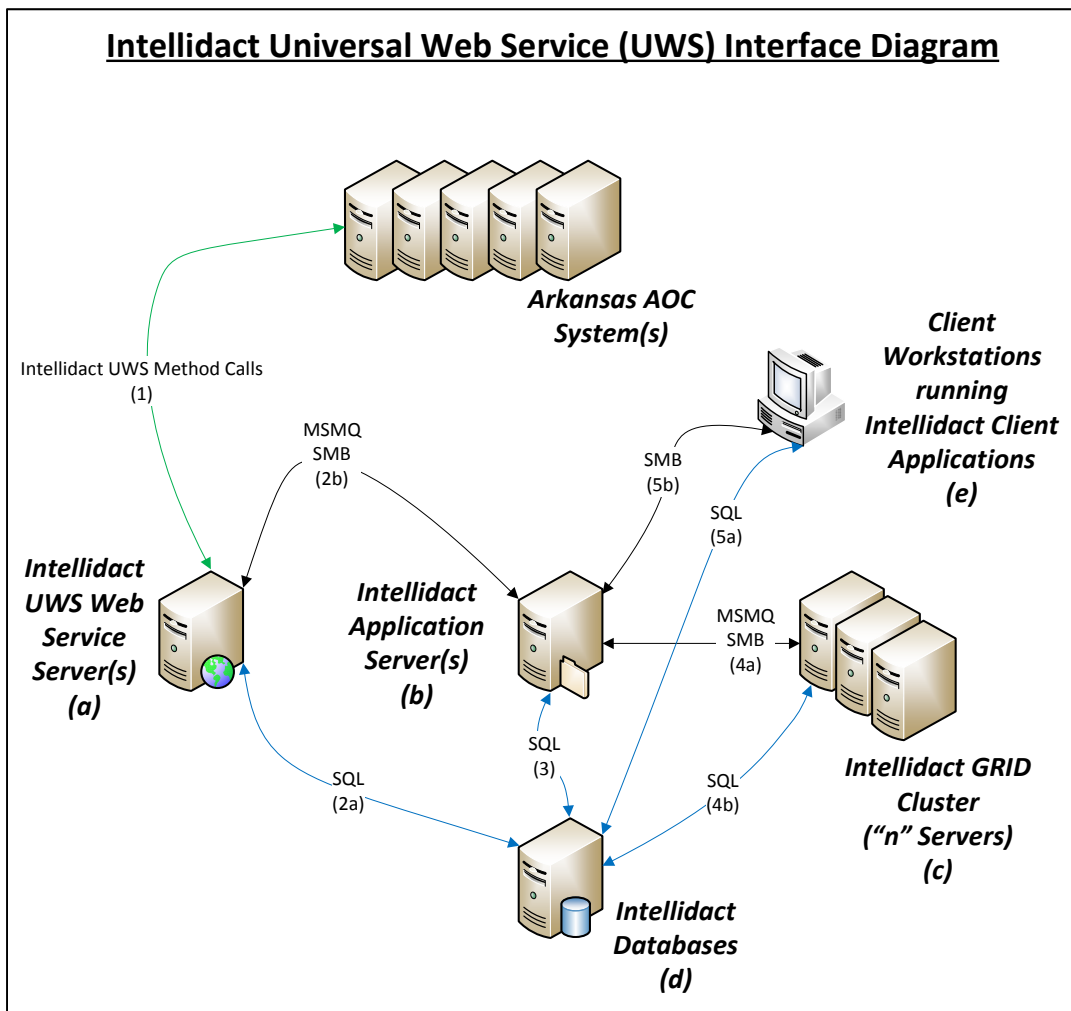 Intellidact Universal Web Service (UWS) Interface Diagram
Arkansas AOC
System(s)
Client
Workstations
running
Intellidact Client
Applications
(e)
Intellidact UWS Method Calls
(1)
MSMQ
SMB
(2b)
SMB
(5b)
SQL
(5a)
Intellidact
UWS Web
Service
Server(s)
(a)
Intellidact
Application
Server(s)
(b)
MSMQ
SMB
(4a)
SQL
(3)
SQL
(2a)
SQL
(4b)
Intellidact GRID
Cluster
(“n” Servers)
(c)
Intellidact
Databases
(d)